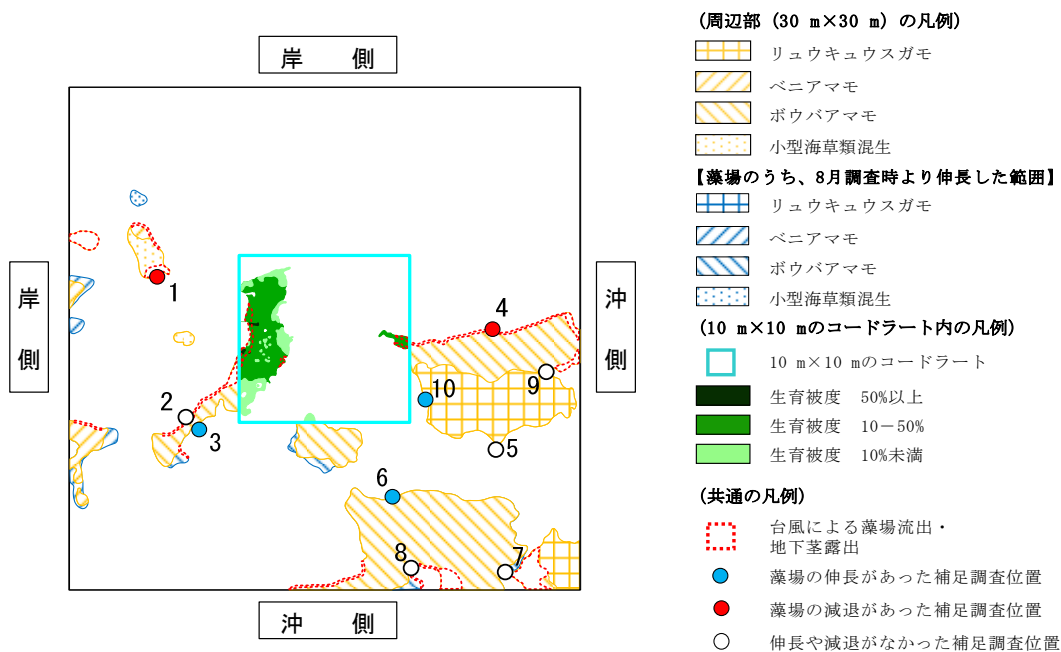 岸 側
岸
側
沖
側
沖 側
1
2
3
4
5
6
7
8
9
10
(周辺部 (30 m×30 m) の凡例)
リュウキュウスガモ
ベニアマモ
ボウバアマモ
小型海草類混生
【藻場のうち、8月調査時より伸長した範囲】
リュウキュウスガモ
ベニアマモ
ボウバアマモ
小型海草類混生
(10 m×10 mのコードラート内の凡例)
10 m×10 mのコードラート
生育被度 50%以上
生育被度 10-50%
生育被度 10%未満
(共通の凡例)
台風による藻場流出・
地下茎露出
藻場の伸長があった補足調査位置
藻場の減退があった補足調査位置
伸長や減退がなかった補足調査位置